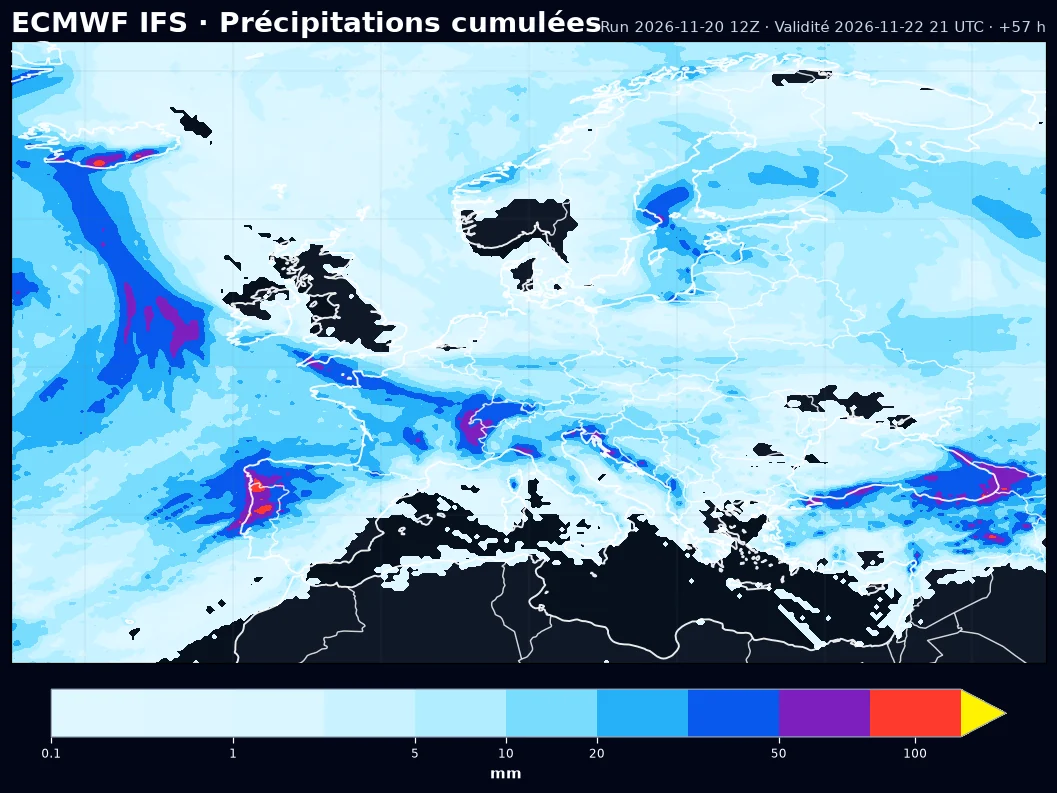 ECMWF IFS · Précipitations cumulées
Run 2026-11-20 12Z · Validité 2026-11-22 21 UTC · +57 h
0.1 1 5 10 20 50 100
mm